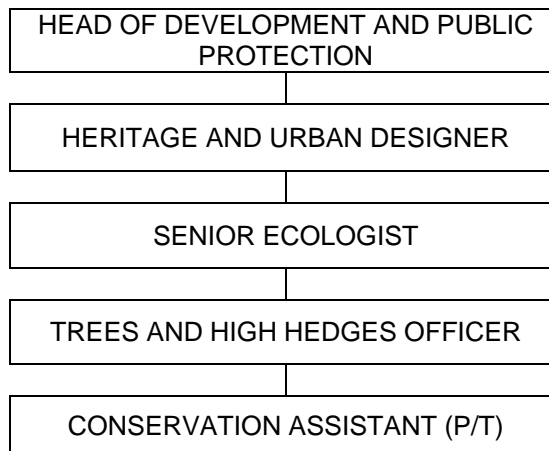 HEAD OF DEVELOPMENT AND PUBLIC
PROTECTION
HERITAGE AND URBAN DESIGNER
SENIOR ECOLOGIST
TREES AND HIGH HEDGES OFFICER
CONSERVATION ASSISTANT (P/T)